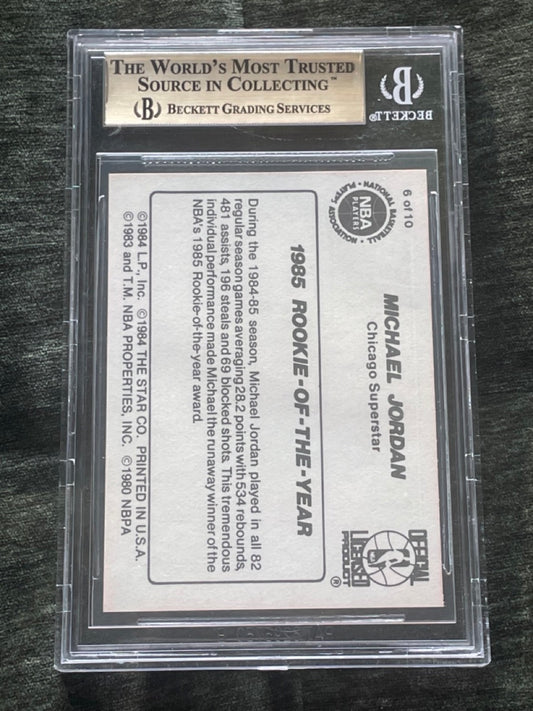 THE WORLD'S MOST TRUSTED
SOURCE IN COLLECTING™
(B) BECKETT GRADING SERVICES
B
BECKETT
6 of 10
NATIONAL BASKETBALL
PLAYERS
ASSOCIATION
NBA
PLAYERS
MICHAEL JORDAN
Chicago Superstar
OFFICIAL
LICENSED
PRODUCT
®
1985 ROOKIE-OF-THE-YEAR
During the 1984-85 season, Michael Jordan played in all 82
regular season games averaging 28.2 points with 534 rebounds,
481 assists, 196 steals and 69 blocked shots. This tremendous
individual performance made Michael the runaway winner of the
NBA's 1985 Rookie-of-the-year award.
©1984 LP., Inc. ©1984 THE STAR CO. PRINTED IN U.S.A.
©1983 and T.M. NBA PROPERTIES, INC. ©1980 NBPA